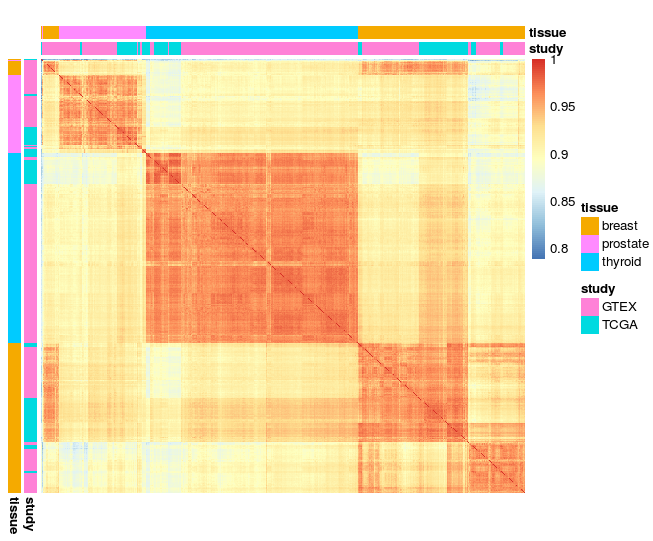 tissue
study
1
0.95
0.9
0.85
0.8
tissue
breast
prostate
thyroid
study
GTEX
TCGA
tissue
study